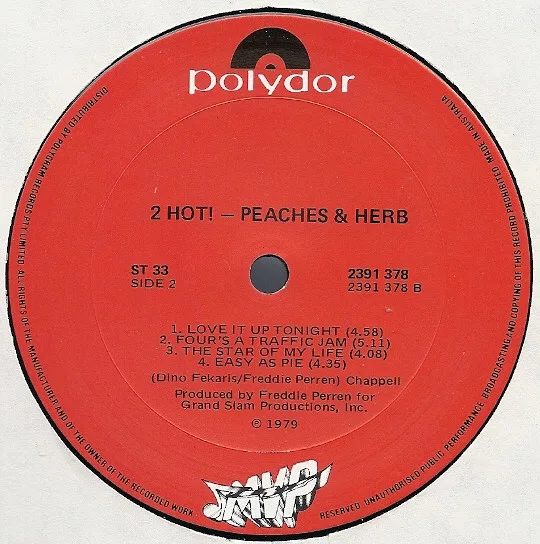 polydor
2 HOT! – PEACHES & HERB
ST 33
SIDE 2
2391 378
2391 378 B
1. LOVE IT UP TONIGHT (4.58)
2. FOUR'S A TRAFFIC JAM (5.11)
3. THE STAR OF MY LIFE (4.08)
4. EASY AS PIE (4.35)
(Dino Fekaris/Freddie Perren) Chappell
Produced by Freddie Perren for
Grand Slam Productions, Inc.
℗ 1979
MVP
DISTRIBUTED BY POLYGRAM RECORDS PTY. LIMITED. ALL RIGHTS OF THE MANUFACTURER AND OF THE OWNER OF THE RECORDED WORK RESERVED. UNAUTHORISED PUBLIC PERFORMANCE, BROADCASTING AND COPYING OF THIS RECORD PROHIBITED MADE IN AUSTRALIA